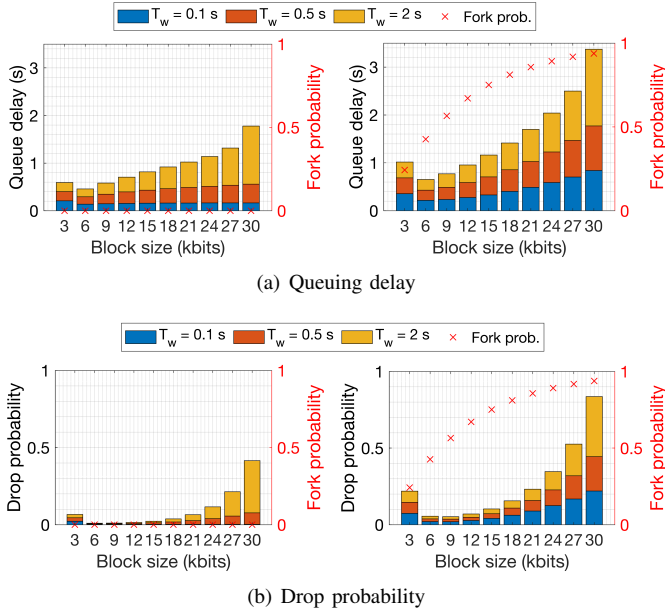 T_w = 0.1 s T_w = 0.5 s T_w = 2 s Fork prob.
Queue delay (s)
0 1 2 3
Fork probability
0 0.5 1
3 6 9 12 15 18 21 24 27 30
Block size (kbits)
Queue delay (s)
0 1 2 3
Fork probability
0 0.5 1
3 6 9 12 15 18 21 24 27 30
Block size (kbits)
(a) Queuing delay
T_w = 0.1 s T_w = 0.5 s T_w = 2 s Fork prob.
Drop probability
0 0.5 1
Fork probability
0 0.5 1
3 6 9 12 15 18 21 24 27 30
Block size (kbits)
Drop probability
0 0.5 1
Fork probability
0 0.5 1
3 6 9 12 15 18 21 24 27 30
Block size (kbits)
(b) Drop probability